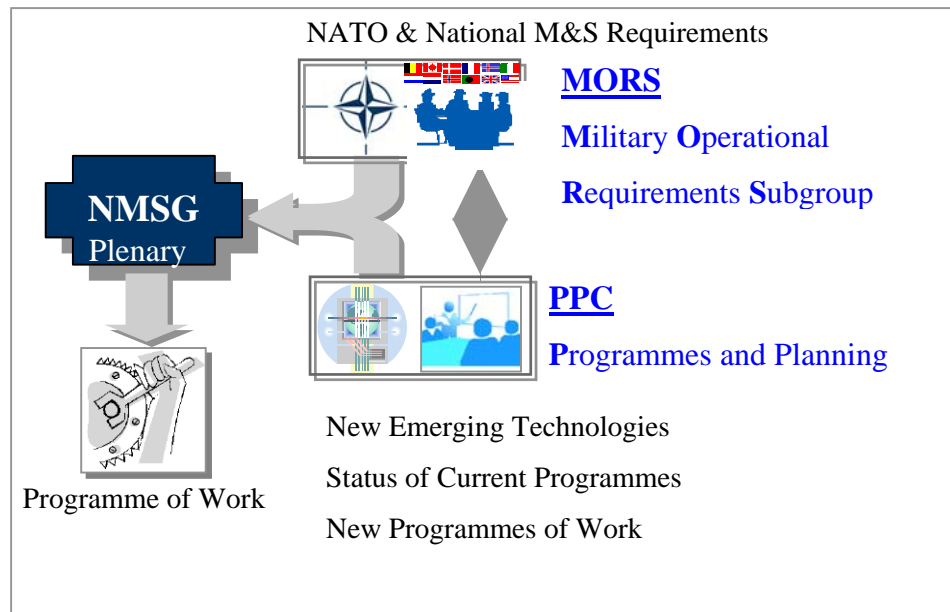 NATO & National M&S Requirements
MORS
Military Operational
Requirements Subgroup
NMSG
Plenary
PPC
Programmes and Planning
New Emerging Technologies
Status of Current Programmes
New Programmes of Work
Programme of Work